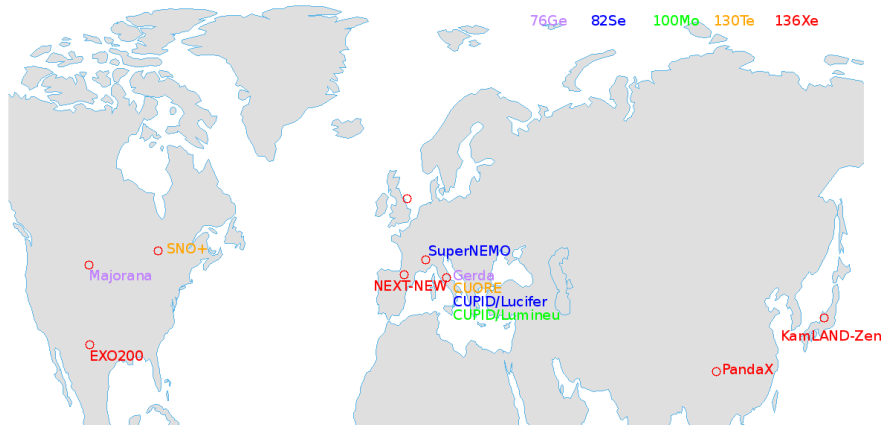 76Ge 82Se 100Mo 130Te 136Xe
SNO+
SuperNEMO
Majorana
Gerda
NEXT-NEW
CUORE
CUPID/Lucifer
CUPID/Lumineu
KamLAND-Zen
EXO200
PandaX